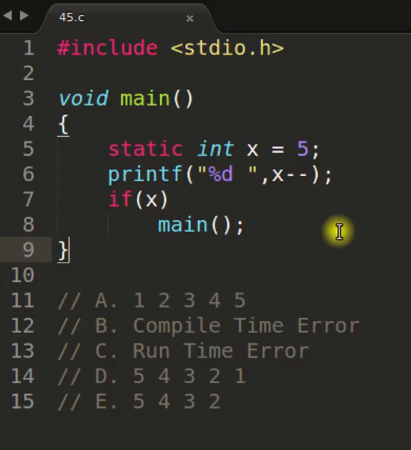 45.c
1 #include <stdio.h>
2
3 void main()
4 {
5 static int x = 5;
6 printf("%d ",x--);
7 if(x)
8 main();
9 }
10
11 // A. 1 2 3 4 5
12 // B. Compile Time Error
13 // C. Run Time Error
14 // D. 5 4 3 2 1
15 // E. 5 4 3 2